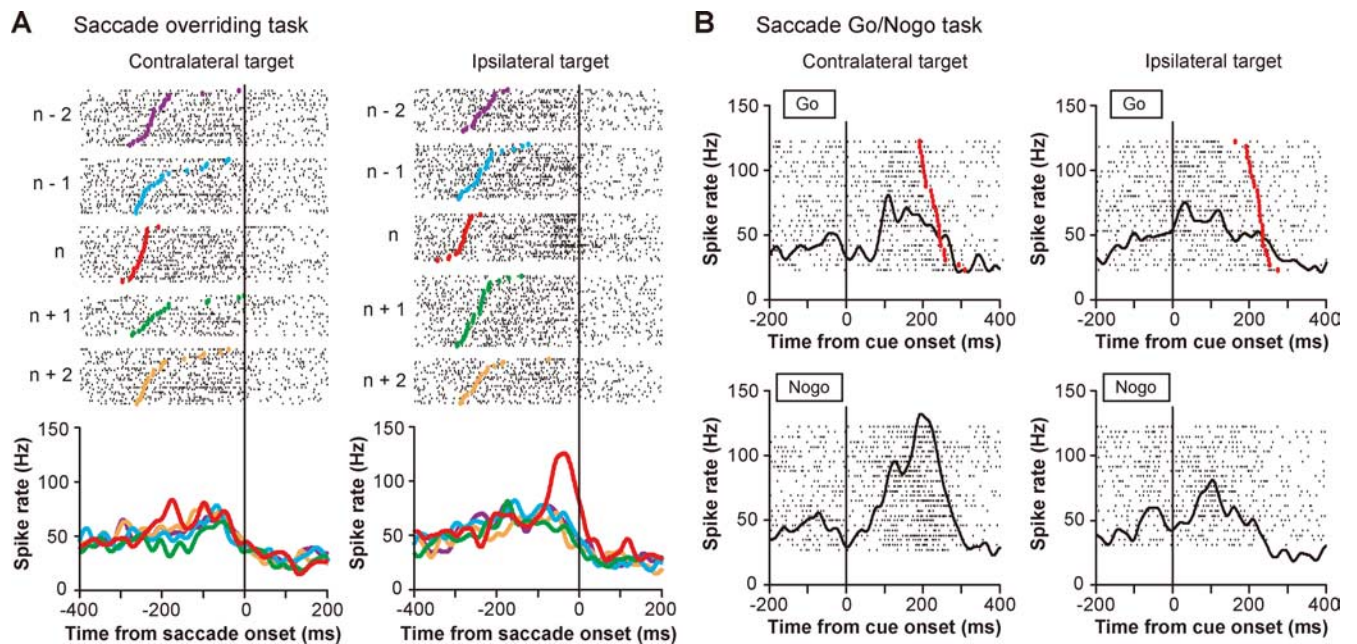 A Saccade overriding task
Contralateral target
Ipsilateral target
n - 2
n - 1
n
n + 1
n + 2
n - 2
n - 1
n
n + 1
n + 2
Spike rate (Hz)
150
100
50
0
-400 -200 0 200
Time from saccade onset (ms)
Spike rate (Hz)
150
100
50
0
-400 -200 0 200
Time from saccade onset (ms)
B Saccade Go/Nogo task
Contralateral target
Ipsilateral target
Go
Spike rate (Hz)
150
100
50
0
-200 0 200 400
Time from cue onset (ms)
Go
Spike rate (Hz)
150
100
50
0
-200 0 200 400
Time from cue onset (ms)
Nogo
Spike rate (Hz)
150
100
50
0
-200 0 200 400
Time from cue onset (ms)
Nogo
Spike rate (Hz)
150
100
50
0
-200 0 200 400
Time from cue onset (ms)